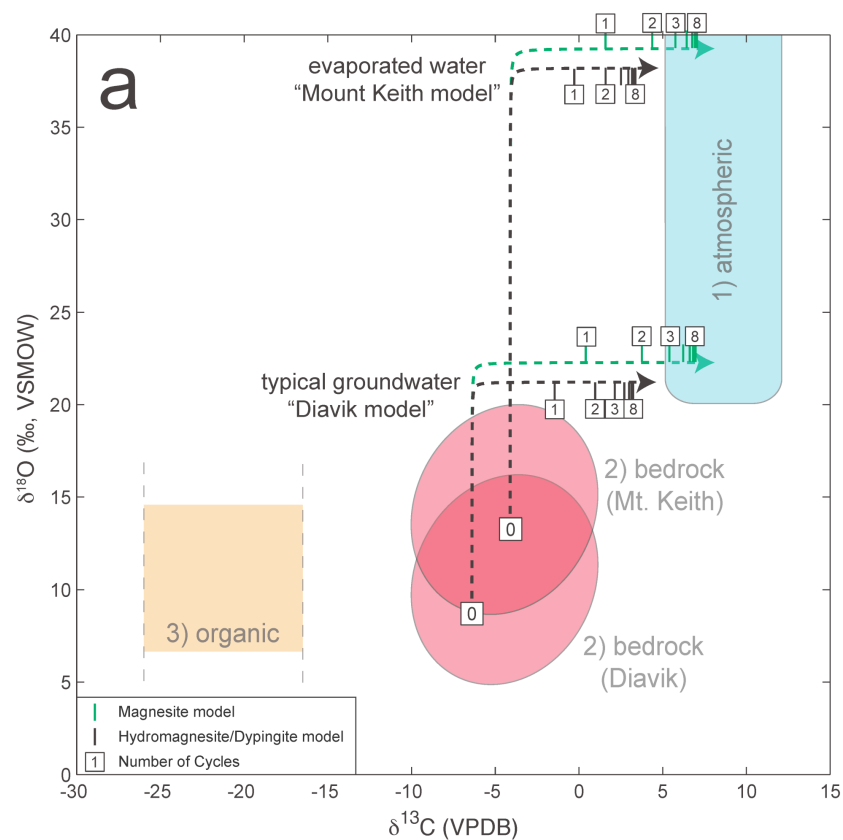 a
1 2 3 8
40
evaporated water
“Mount Keith model”
1 2 8
35
30
1) atmospheric
25
1 2 3 8
typical groundwater
“Diavik model”
1 2 3 8
20
2) bedrock
(Mt. Keith)
15
0
10
0
3) organic
2) bedrock
(Diavik)
5
Magnesite model
Hydromagnesite/Dypingite model
1 Number of Cycles
0
-30 -25 -20 -15 -10 -5 0 5 10 15
δ¹³C (VPDB)
δ¹⁸O (‰, VSMOW)